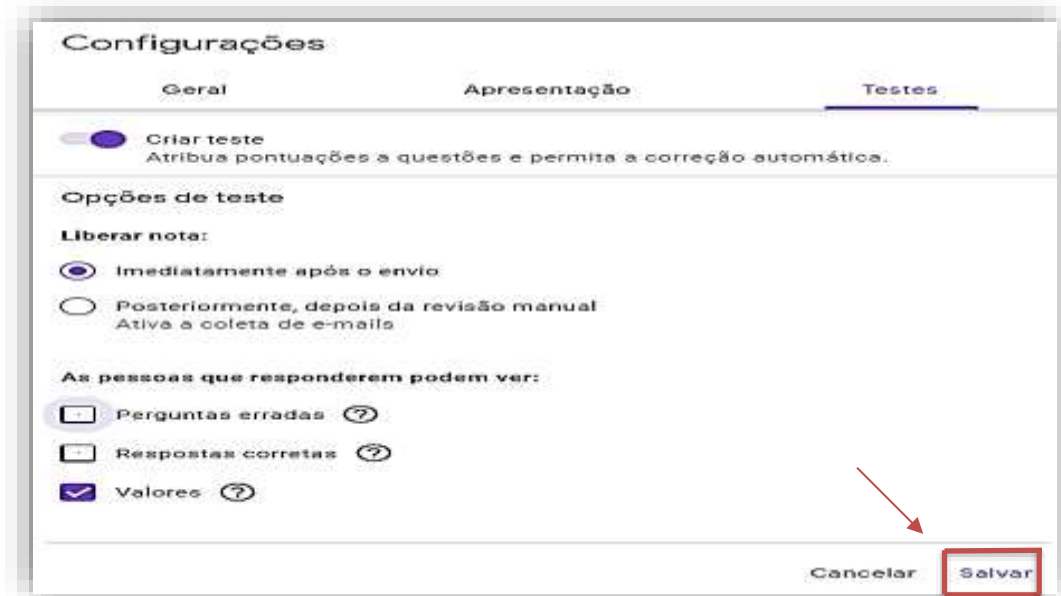 Configurações
Geral Apresentação Testes
Criar teste
Atribua pontuações a questões e permita a correção automática.
Opções de teste
Liberar nota:
Imediatamente após o envio
Posteriormente, depois da revisão manual
Ativa a coleta de e-mails
As pessoas que responderem podem ver:
Perguntas erradas ?
Respostas corretas ?
Valores ?
Cancelar Salvar